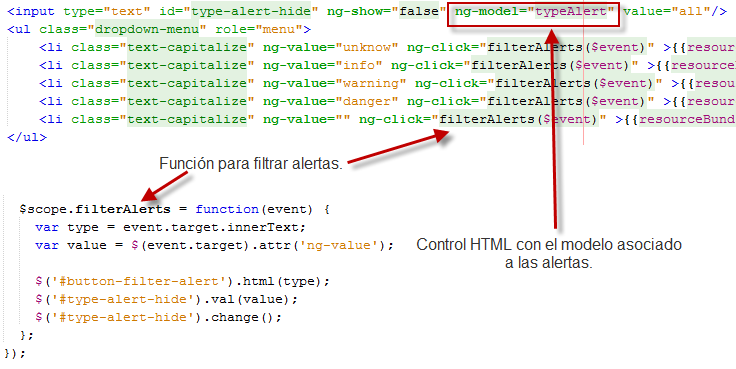 <input type="text" id="type-alert-hide" ng-show="false" ng-model="typeAlert" value="all"/>
<ul class="dropdown-menu" role="menu">
<li class="text-capitalize" ng-value="unknow" ng-click="filterAlerts($event)" >{{resour
<li class="text-capitalize" ng-value="info" ng-click="filterAlerts($event)" >{{resourceB
<li class="text-capitalize" ng-value="warning" ng-click="filterAlerts($event)" >{{resou
<li class="text-capitalize" ng-value="danger" ng-click="filterAlerts($event)" >{{resour
<li class="text-capitalize" ng-value="" ng-click="filterAlerts($event)" >{{resourceBund
</ul>
Función para filtrar alertas.
$scope.filterAlerts = function(event) {
var type = event.target.innerText;
var value = $(event.target).attr('ng-value');
Control HTML con el modelo asociado
a las alertas.
$('#button-filter-alert').html(type);
$('#type-alert-hide').val(value);
$('#type-alert-hide').change();
};
});